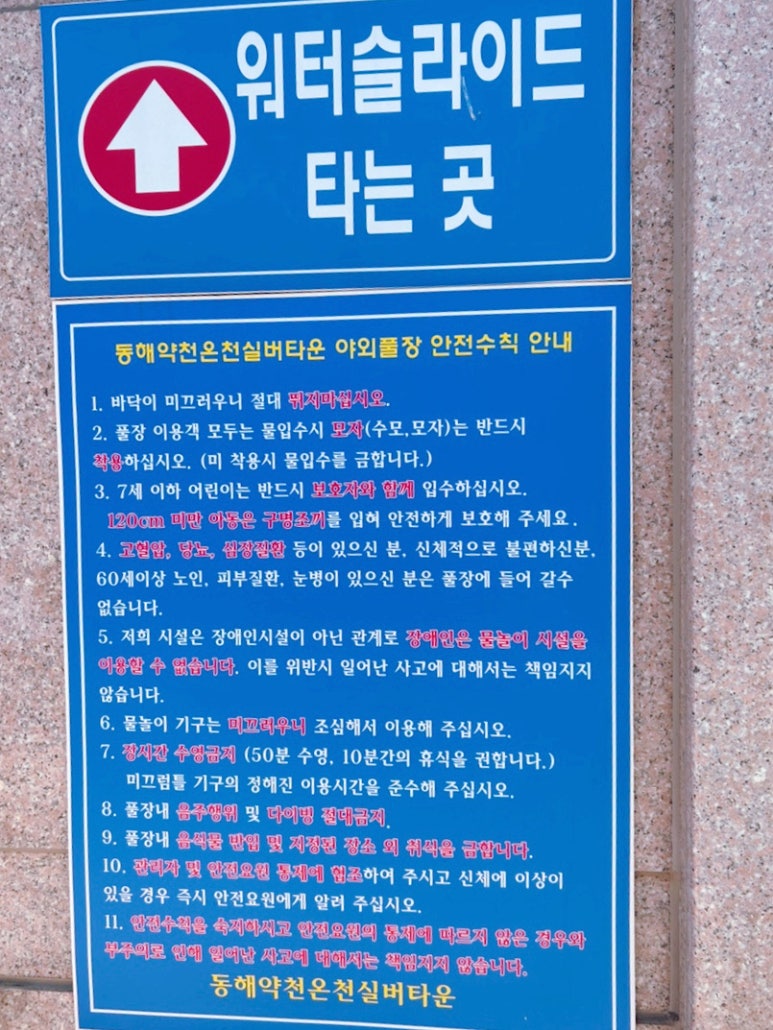 워터슬라이드
타는 곳
동해약천온천실버타운 야외풀장 안전수칙 안내
1. 바닥이 미끄러우니 절대 뛰지마십시오.
2. 풀장 이용객 모두는 물입수시 모자(수모,모자)는 반드시
착용하십시오. (미 착용시 물입수를 금합니다.)
3. 7세 이하 어린이는 반드시 보호자와 함께 입수하십시오.
120cm 미만 아동은 구명조끼를 입혀 안전하게 보호해 주세요.
4. 고혈압, 당뇨, 심장질환 등이 있으신 분, 신체적으로 불편하신분,
60세이상 노인, 피부질환, 눈병이 있으신 분은 풀장에 들어 갈수
없습니다.
5. 저희 시설은 장애인시설이 아닌 관계로 장애인은 물놀이 시설을
이용할 수 없습니다. 이를 위반시 일어난 사고에 대해서는 책임지지
않습니다.
6. 물놀이 기구는 미끄러우니 조심해서 이용해 주십시오.
7. 장시간 수영금지 (50분 수영, 10분간의 휴식을 권합니다.)
미끄럼틀 기구의 정해진 이용시간을 준수해 주십시오.
8. 풀장내 음주행위 및 다이빙 절대금지.
9. 풀장내 음식물 반입 및 지정된 장소 외 취식을 금합니다.
10. 관리자 및 안전요원 통제에 협조하여 주시고 신체에 이상이
있을 경우 즉시 안전요원에게 알려 주십시오.
11. 안전수칙을 숙지하시고 안전요원의 통제에 따르지 않은 경우와
부주의로 인해 일어난 사고에 대해서는 책임지지 않습니다.
동해약천온천실버타운